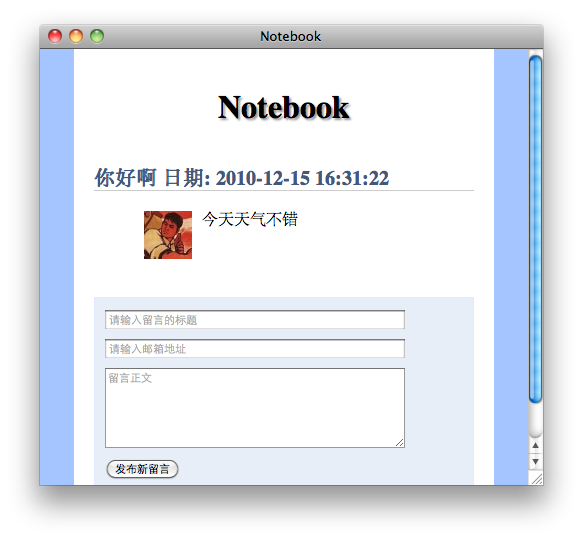 Notebook
Notebook
你好啊 日期: 2010-12-15 16:31:22
今天天气不错
请输入留言的标题
请输入邮箱地址
留言正文
发布新留言